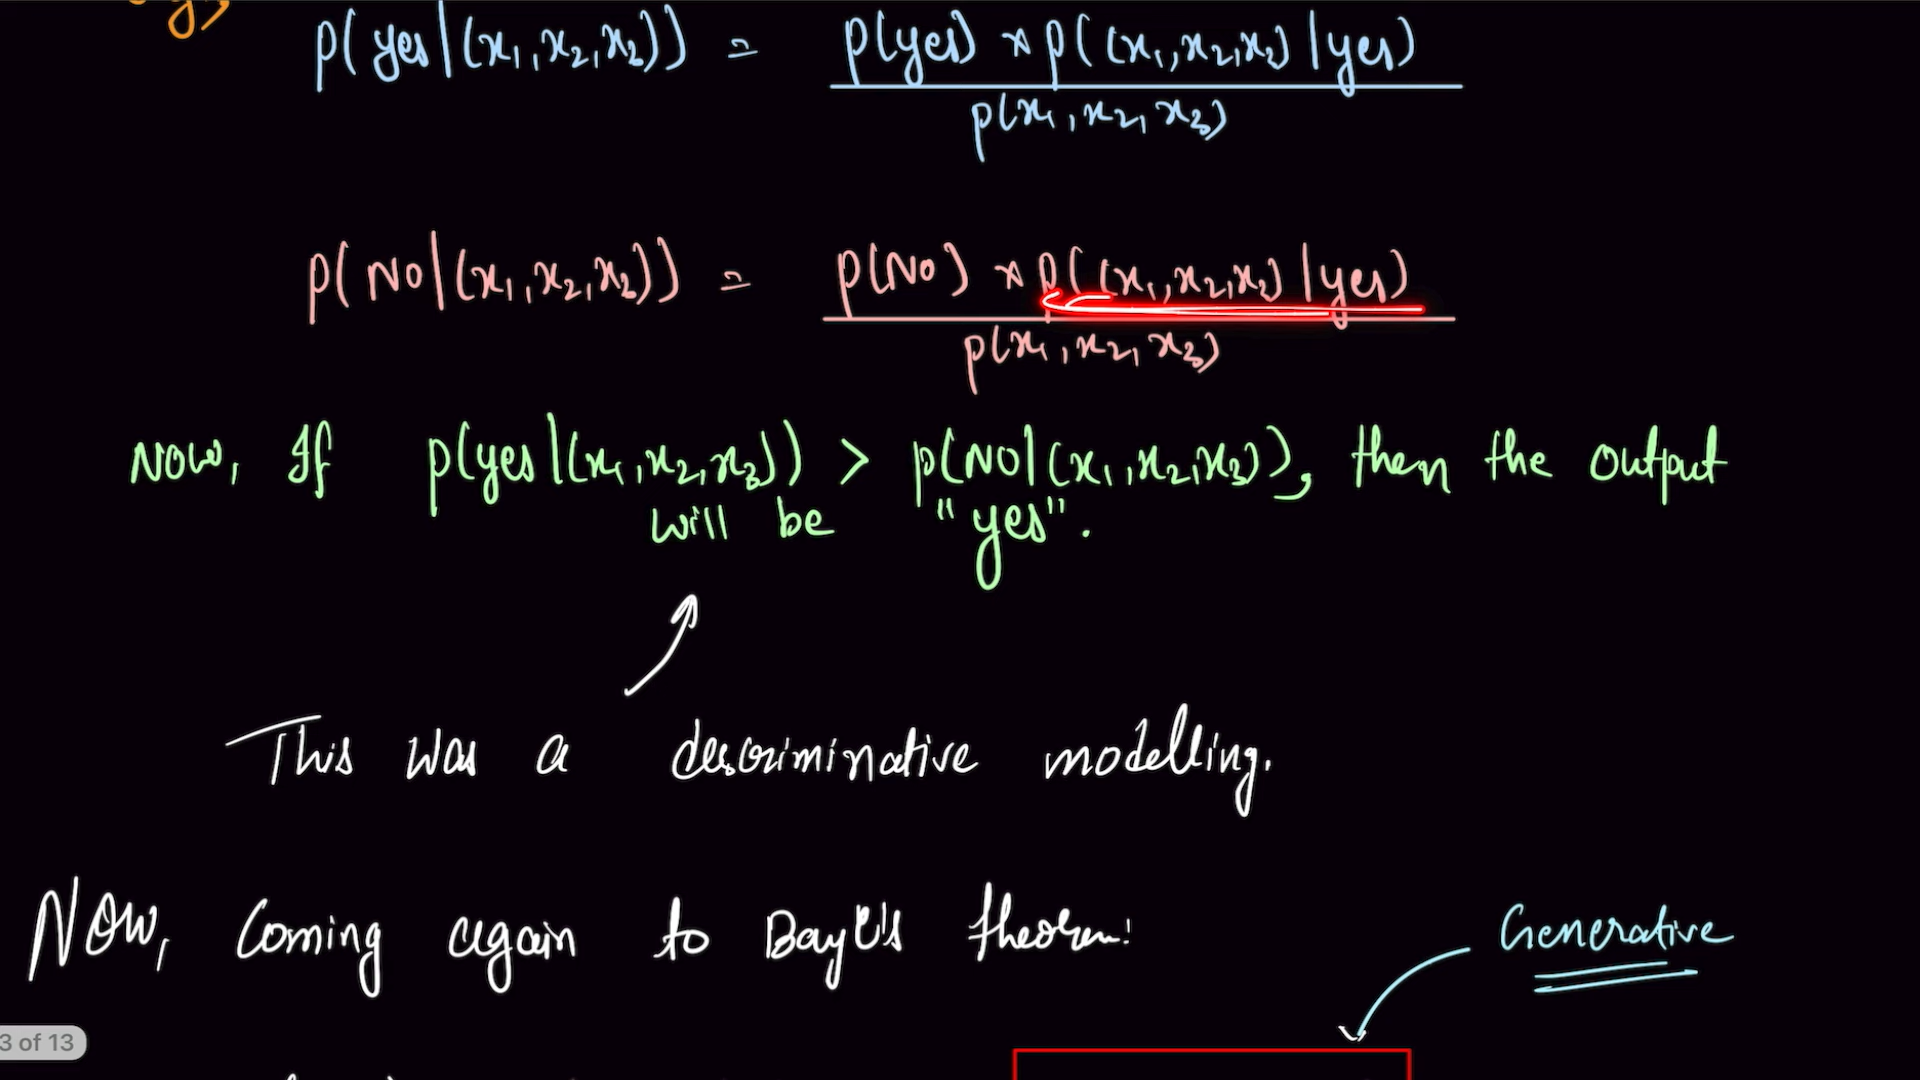 p(yes|(x₁,x₂,x₃)) = p(yes) * p((x₁,x₂,x₃)|yes)
p(x₁,x₂,x₃)
p(NO|(x₁,x₂,x₃)) = p(NO) * p((x₁,x₂,x₃)|yes)
p(x₁,x₂,x₃)
Now, If p(yes|(x₁,x₂,x₃)) > p(NO|(x₁,x₂,x₃)), then the output
will be "yes".
This was a descriminative modelling.
Now, Coming again to Baye's theorem:
Generative
3 of 13